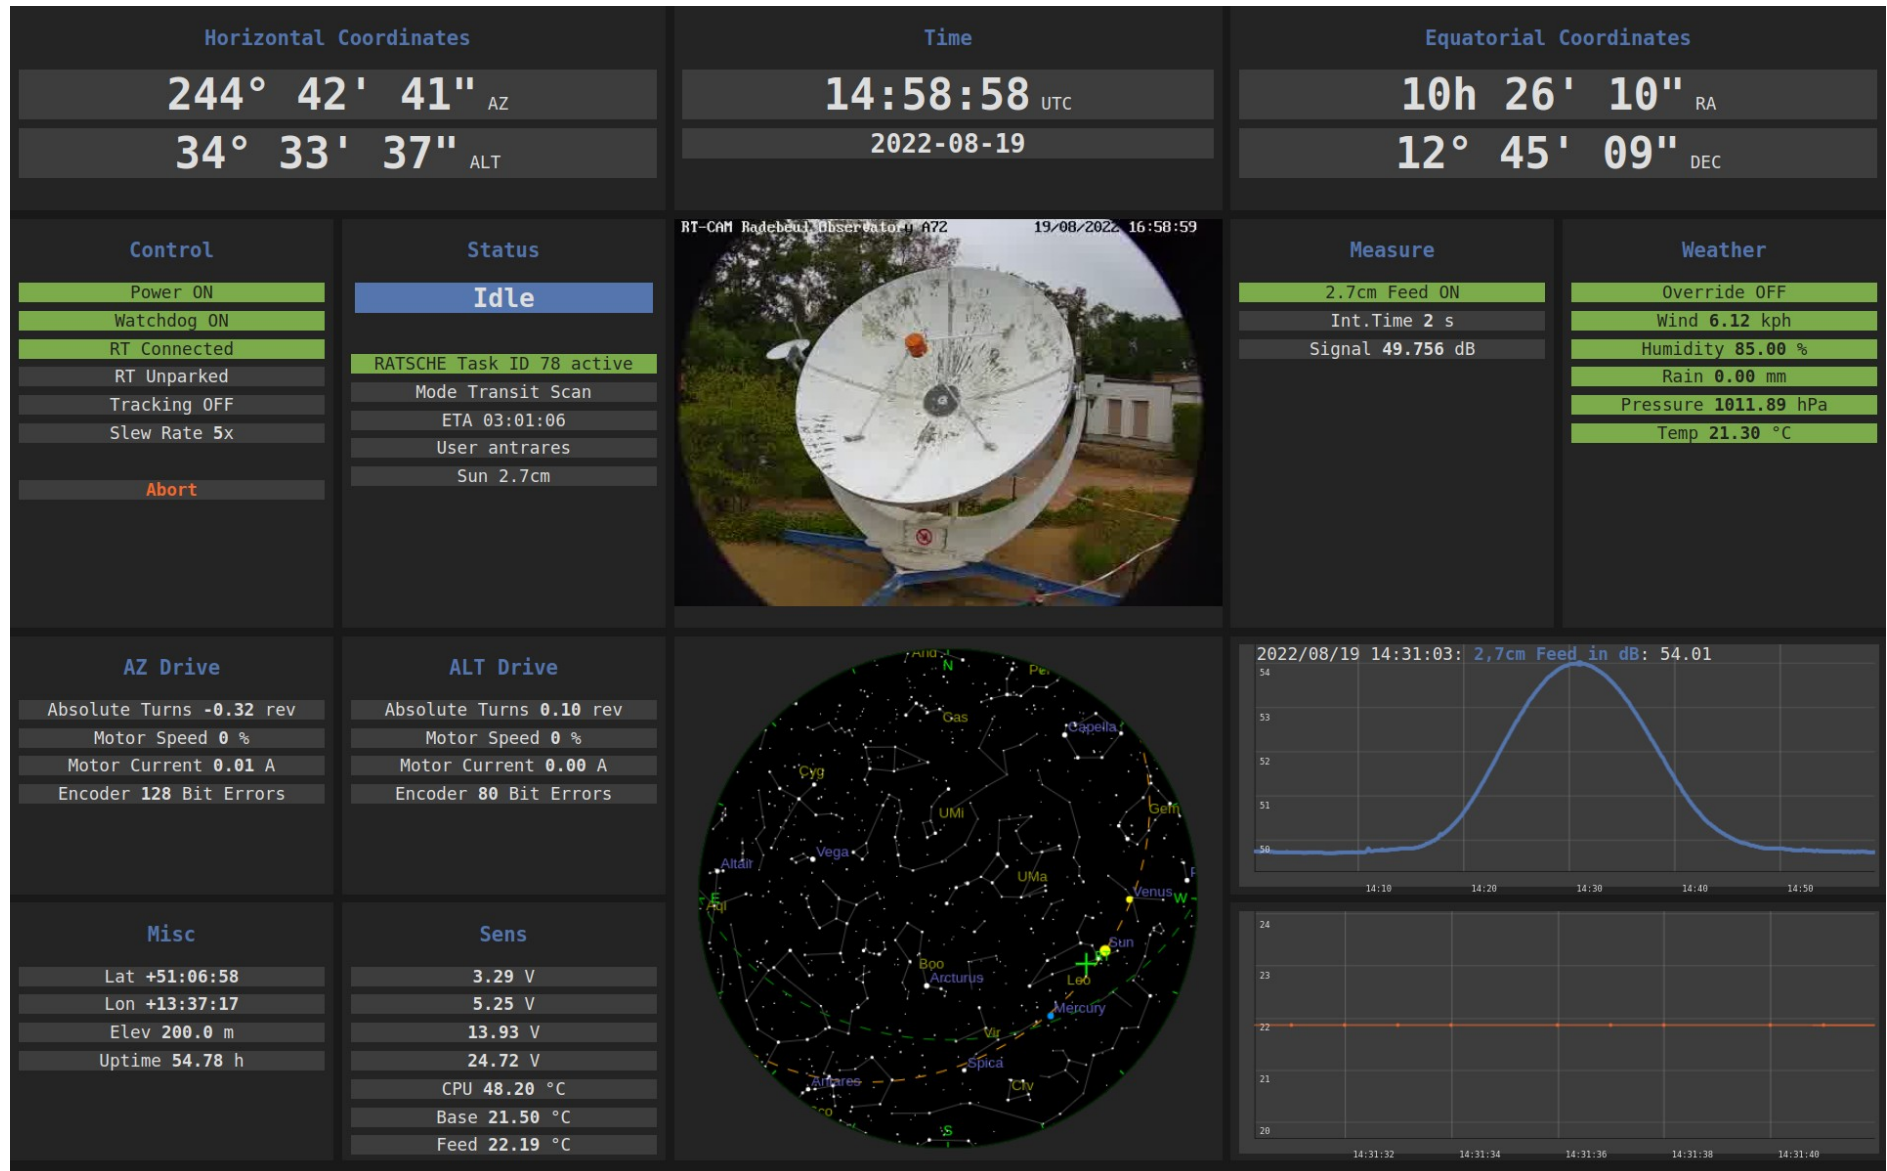 Horizontal Coordinates
244° 42' 41" AZ
34° 33' 37" ALT
Time
14:58:58 UTC
2022-08-19
Equatorial Coordinates
10h 26' 10" RA
12° 45' 09" DEC
Control
Power ON
Watchdog ON
RT Connected
RT Unparked
Tracking OFF
Slew Rate 5x
Abort
Status
Idle
RATSCHE Task ID 78 active
Mode Transit Scan
ETA 03:01:06
User antrares
Sun 2.7cm
RT-CAM Radebeul Observatory A72 19/08/2022 16:58:59
Measure
2.7cm Feed ON
Int.Time 2 s
Signal 49.756 dB
Weather
Override OFF
Wind 6.12 kph
Humidity 85.00 %
Rain 0.00 mm
Pressure 1011.89 hPa
Temp 21.30 °C
AZ Drive
Absolute Turns -0.32 rev
Motor Speed 0 %
Motor Current 0.01 A
Encoder 128 Bit Errors
ALT Drive
Absolute Turns 0.10 rev
Motor Speed 0 %
Motor Current 0.00 A
Encoder 80 Bit Errors
Misc
Lat +51:06:58
Lon +13:37:17
Elev 200.0 m
Uptime 54.78 h
Sens
3.29 V
5.25 V
13.93 V
24.72 V
CPU 48.20 °C
Base 21.50 °C
Feed 22.19 °C
And
N
Per
Cas
Capella
Cyg
Gem
UMi
Vega
Altair
UMa
Venus
W
E
Aql
Sun
Boo
Arcturus
Leo
Mercury
Vir
Spica
Antares
Crv
Sco
S
2022/08/19 14:31:03: 2,7cm Feed in dB: 54.01
54
53
52
51
50
14:10 14:20 14:30 14:40 14:50
24
23
22
21
20
14:31:32 14:31:34 14:31:36 14:31:38 14:31:40